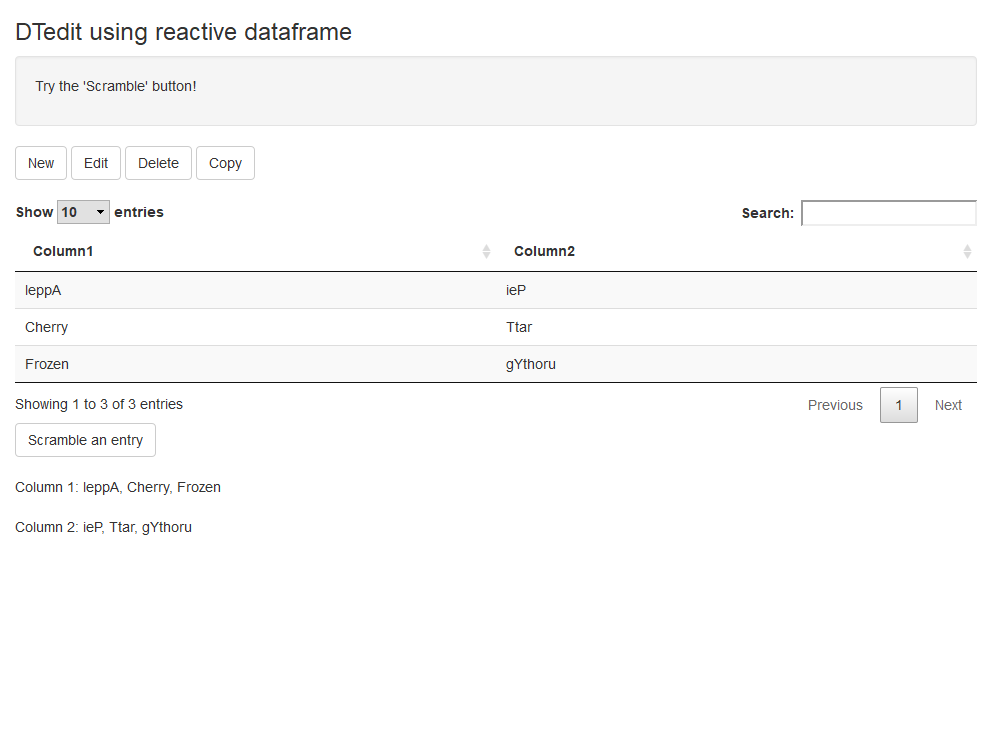 DTedit using reactive dataframe
Try the 'Scramble' button!
New Edit Delete Copy
Show 10 entries Search:
Column1 Column2
leppA ieP
Cherry Ttar
Frozen gYthoru
Showing 1 to 3 of 3 entries Previous 1 Next
Scramble an entry
Column 1: leppA, Cherry, Frozen
Column 2: ieP, Ttar, gYthoru